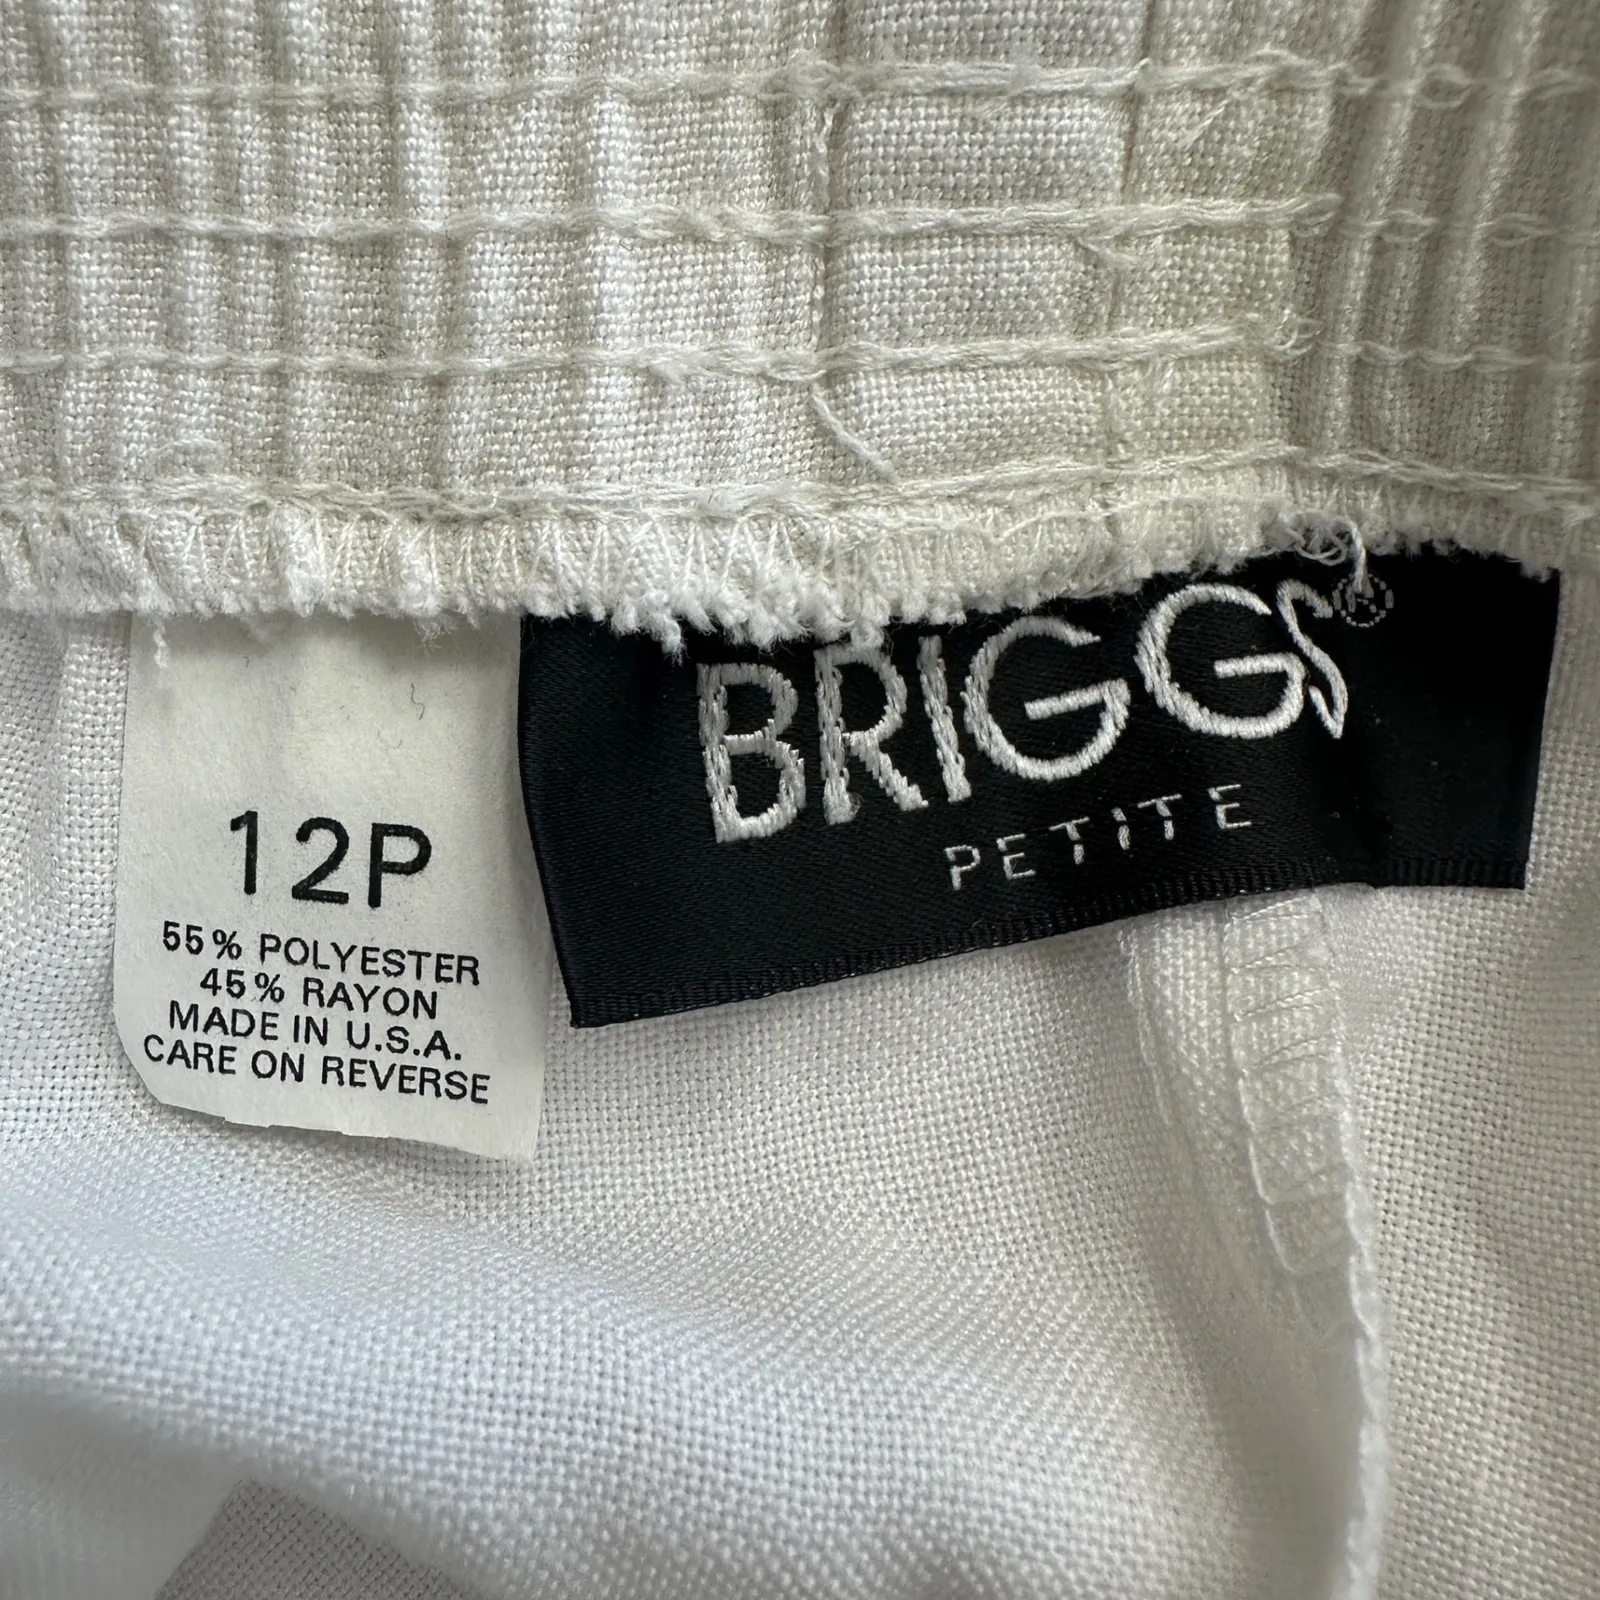 BRIGGS®
PETITE
12P
55% POLYESTER
45% RAYON
MADE IN U.S.A.
CARE ON REVERSE